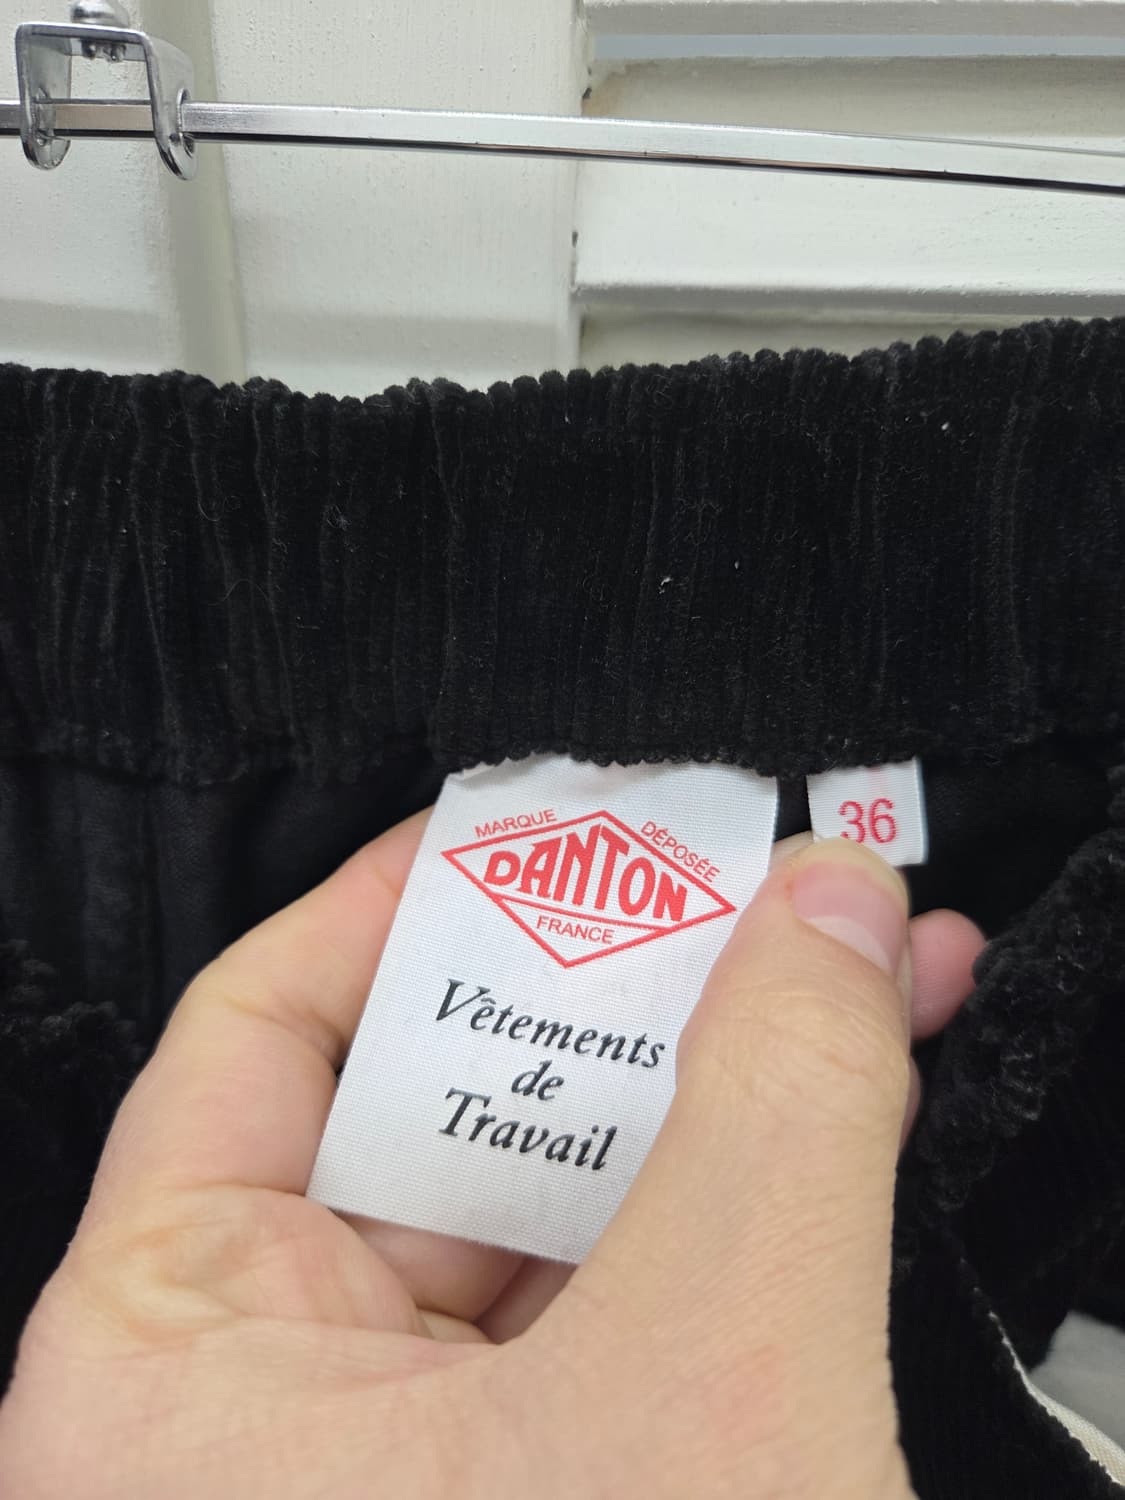 MARQUE DÉPOSÉE
DANTON
FRANCE
36
Vêtements
de
Travail